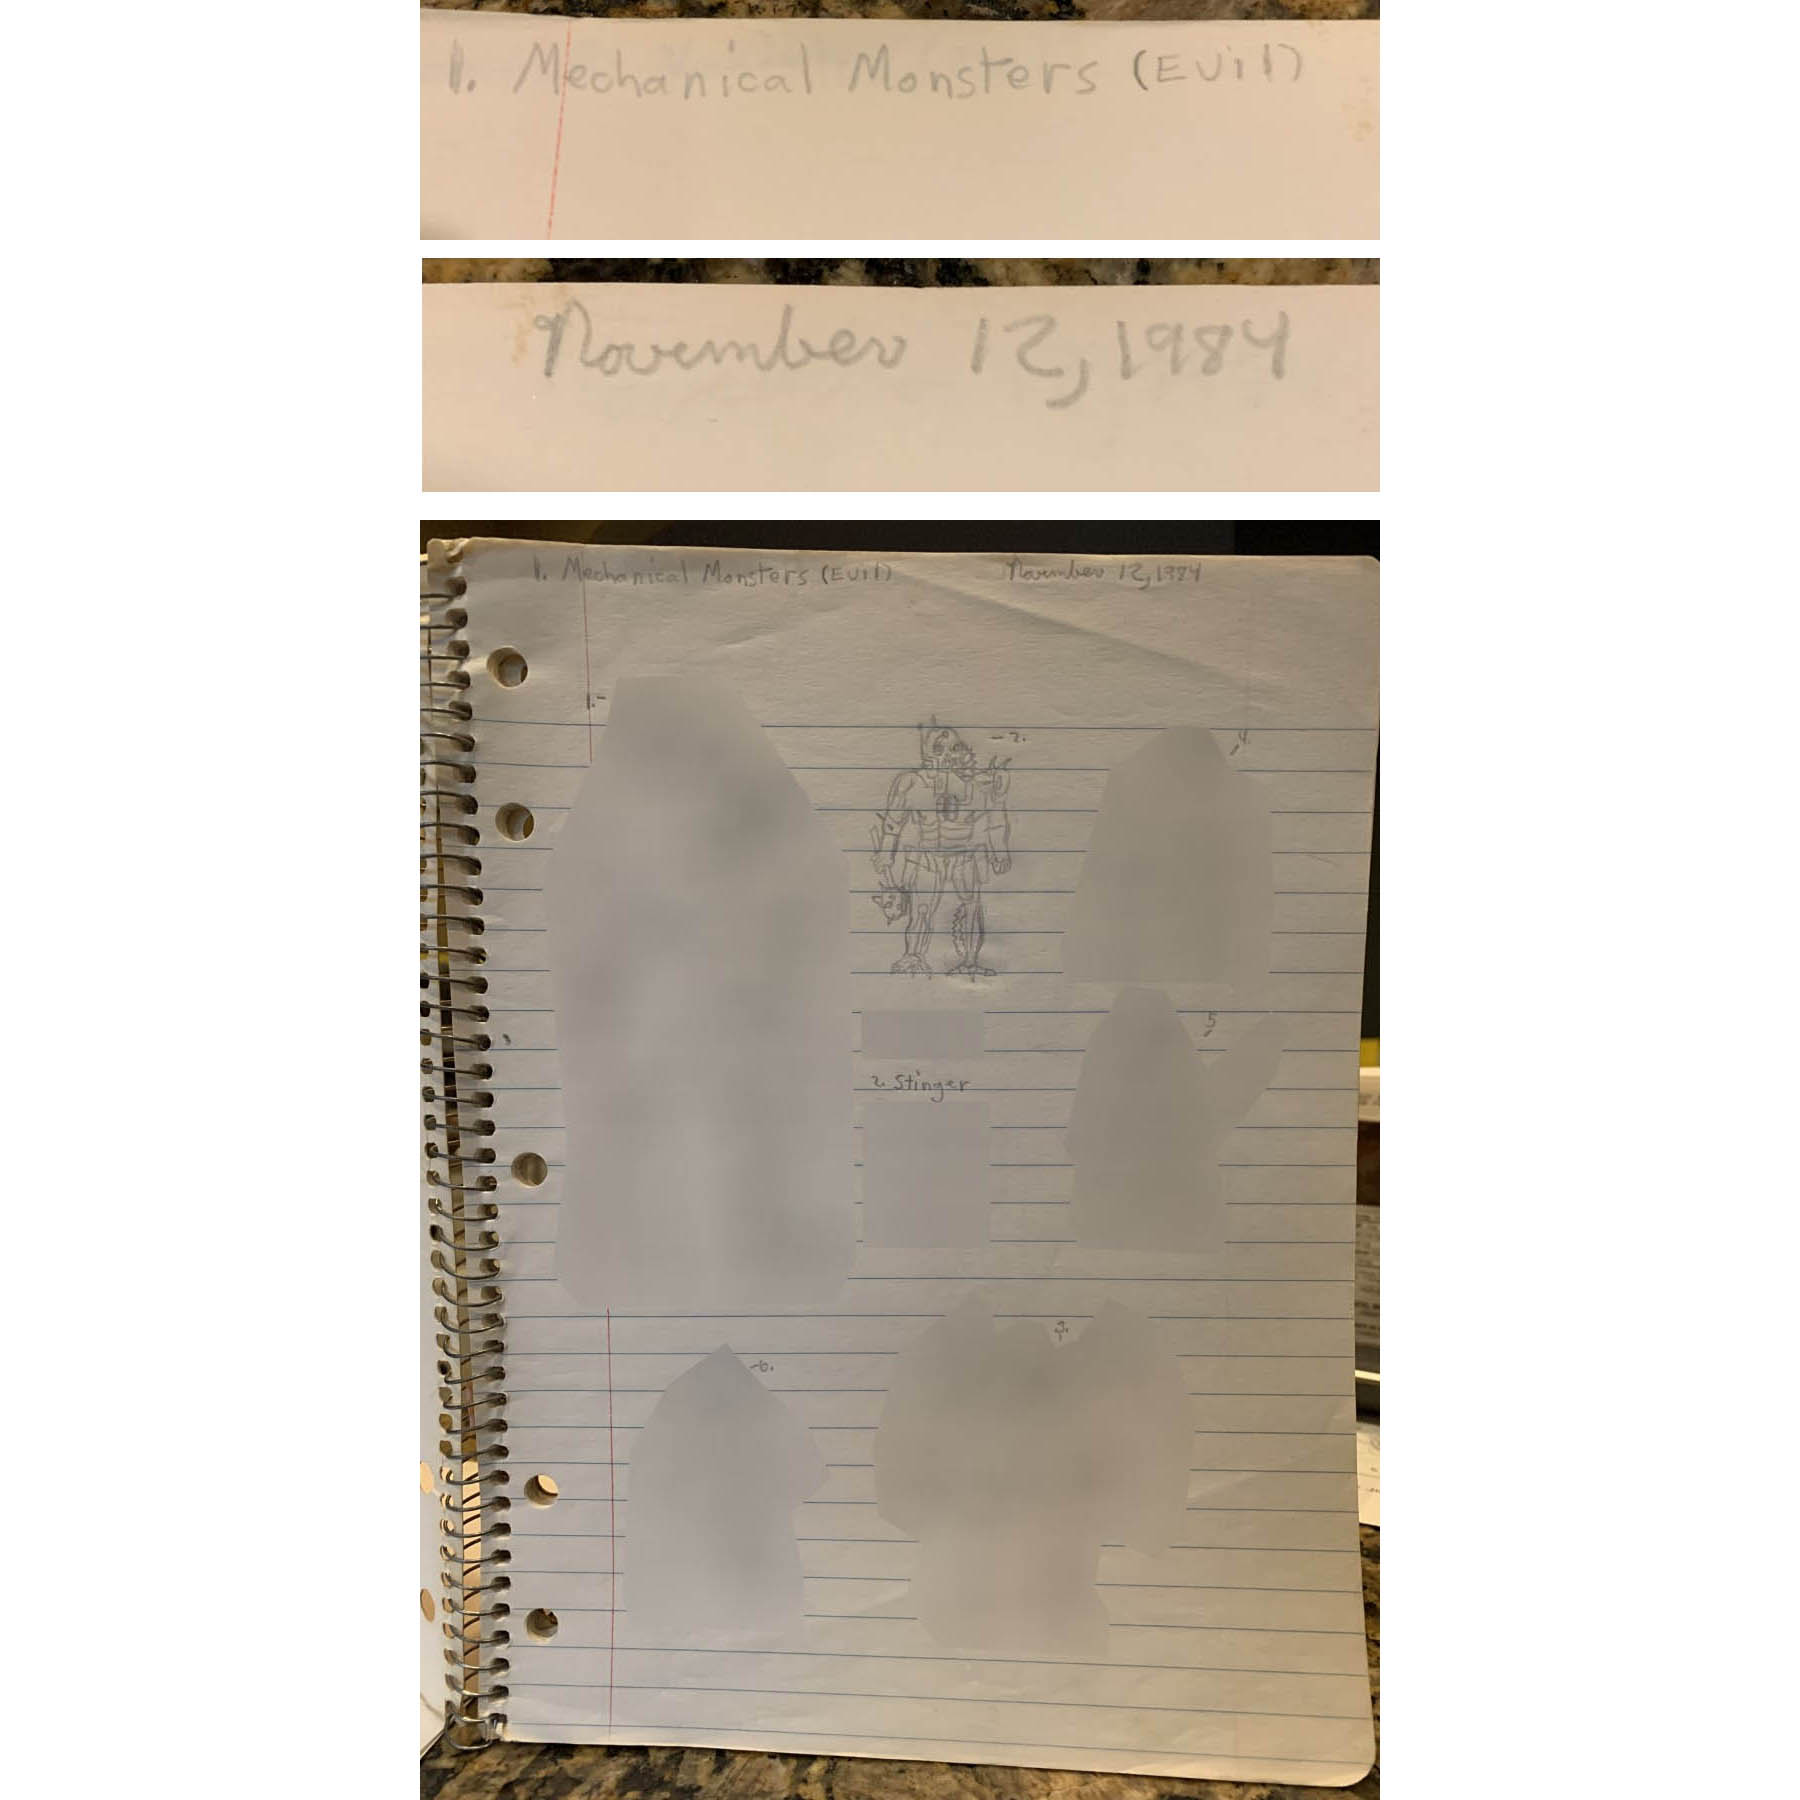 1. Mechanical Monsters (EVil)
November 12, 1984
1. Mechanical Monsters (EVil)
November 12, 1984
1.-
-2.
4.
5
2. Stinger
3.
-6.